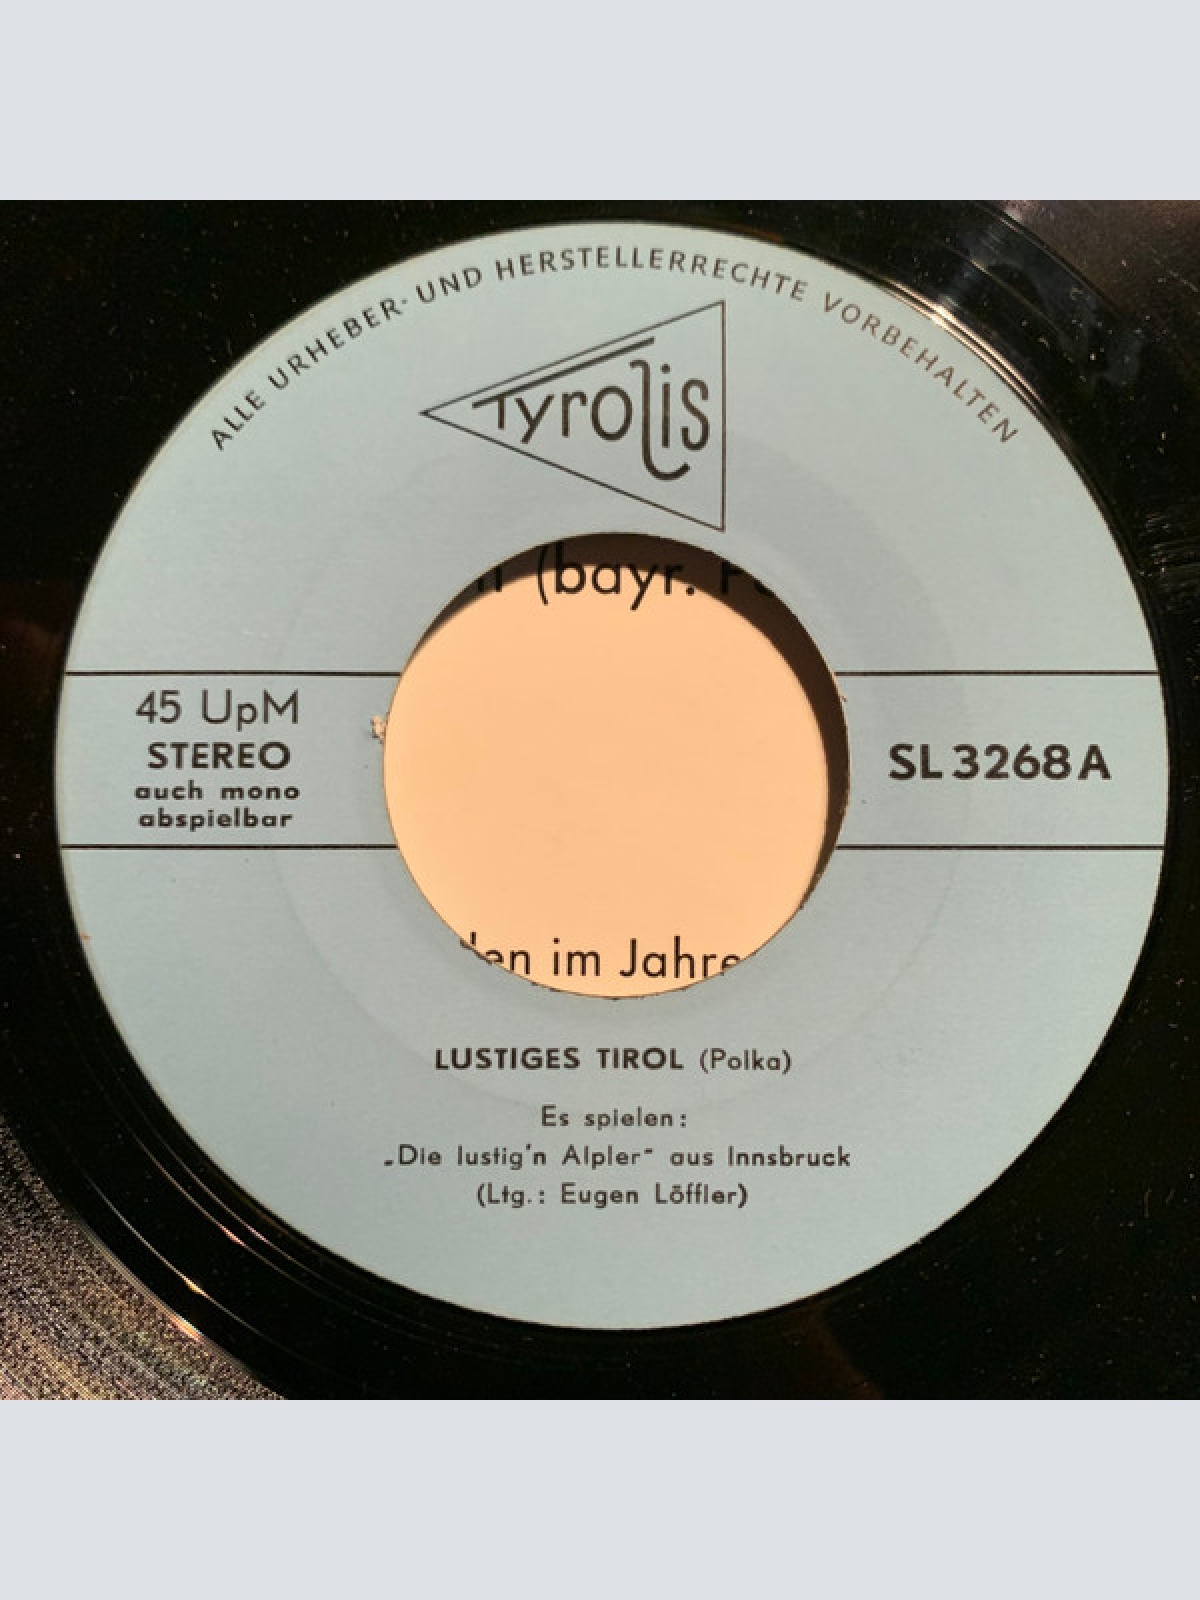 ALLE URHEBER- UND HERSTELLERRECHTE VORBEHALTEN
Tyrolis
(bayr.
45 UpM
STEREO
auch mono
abspielbar
SL 3268 A
im Jahre
LUSTIGES TIROL (Polka)
Es spielen:
„Die lustig'n Alpler" aus Innsbruck
(Ltg.: Eugen Löffler)